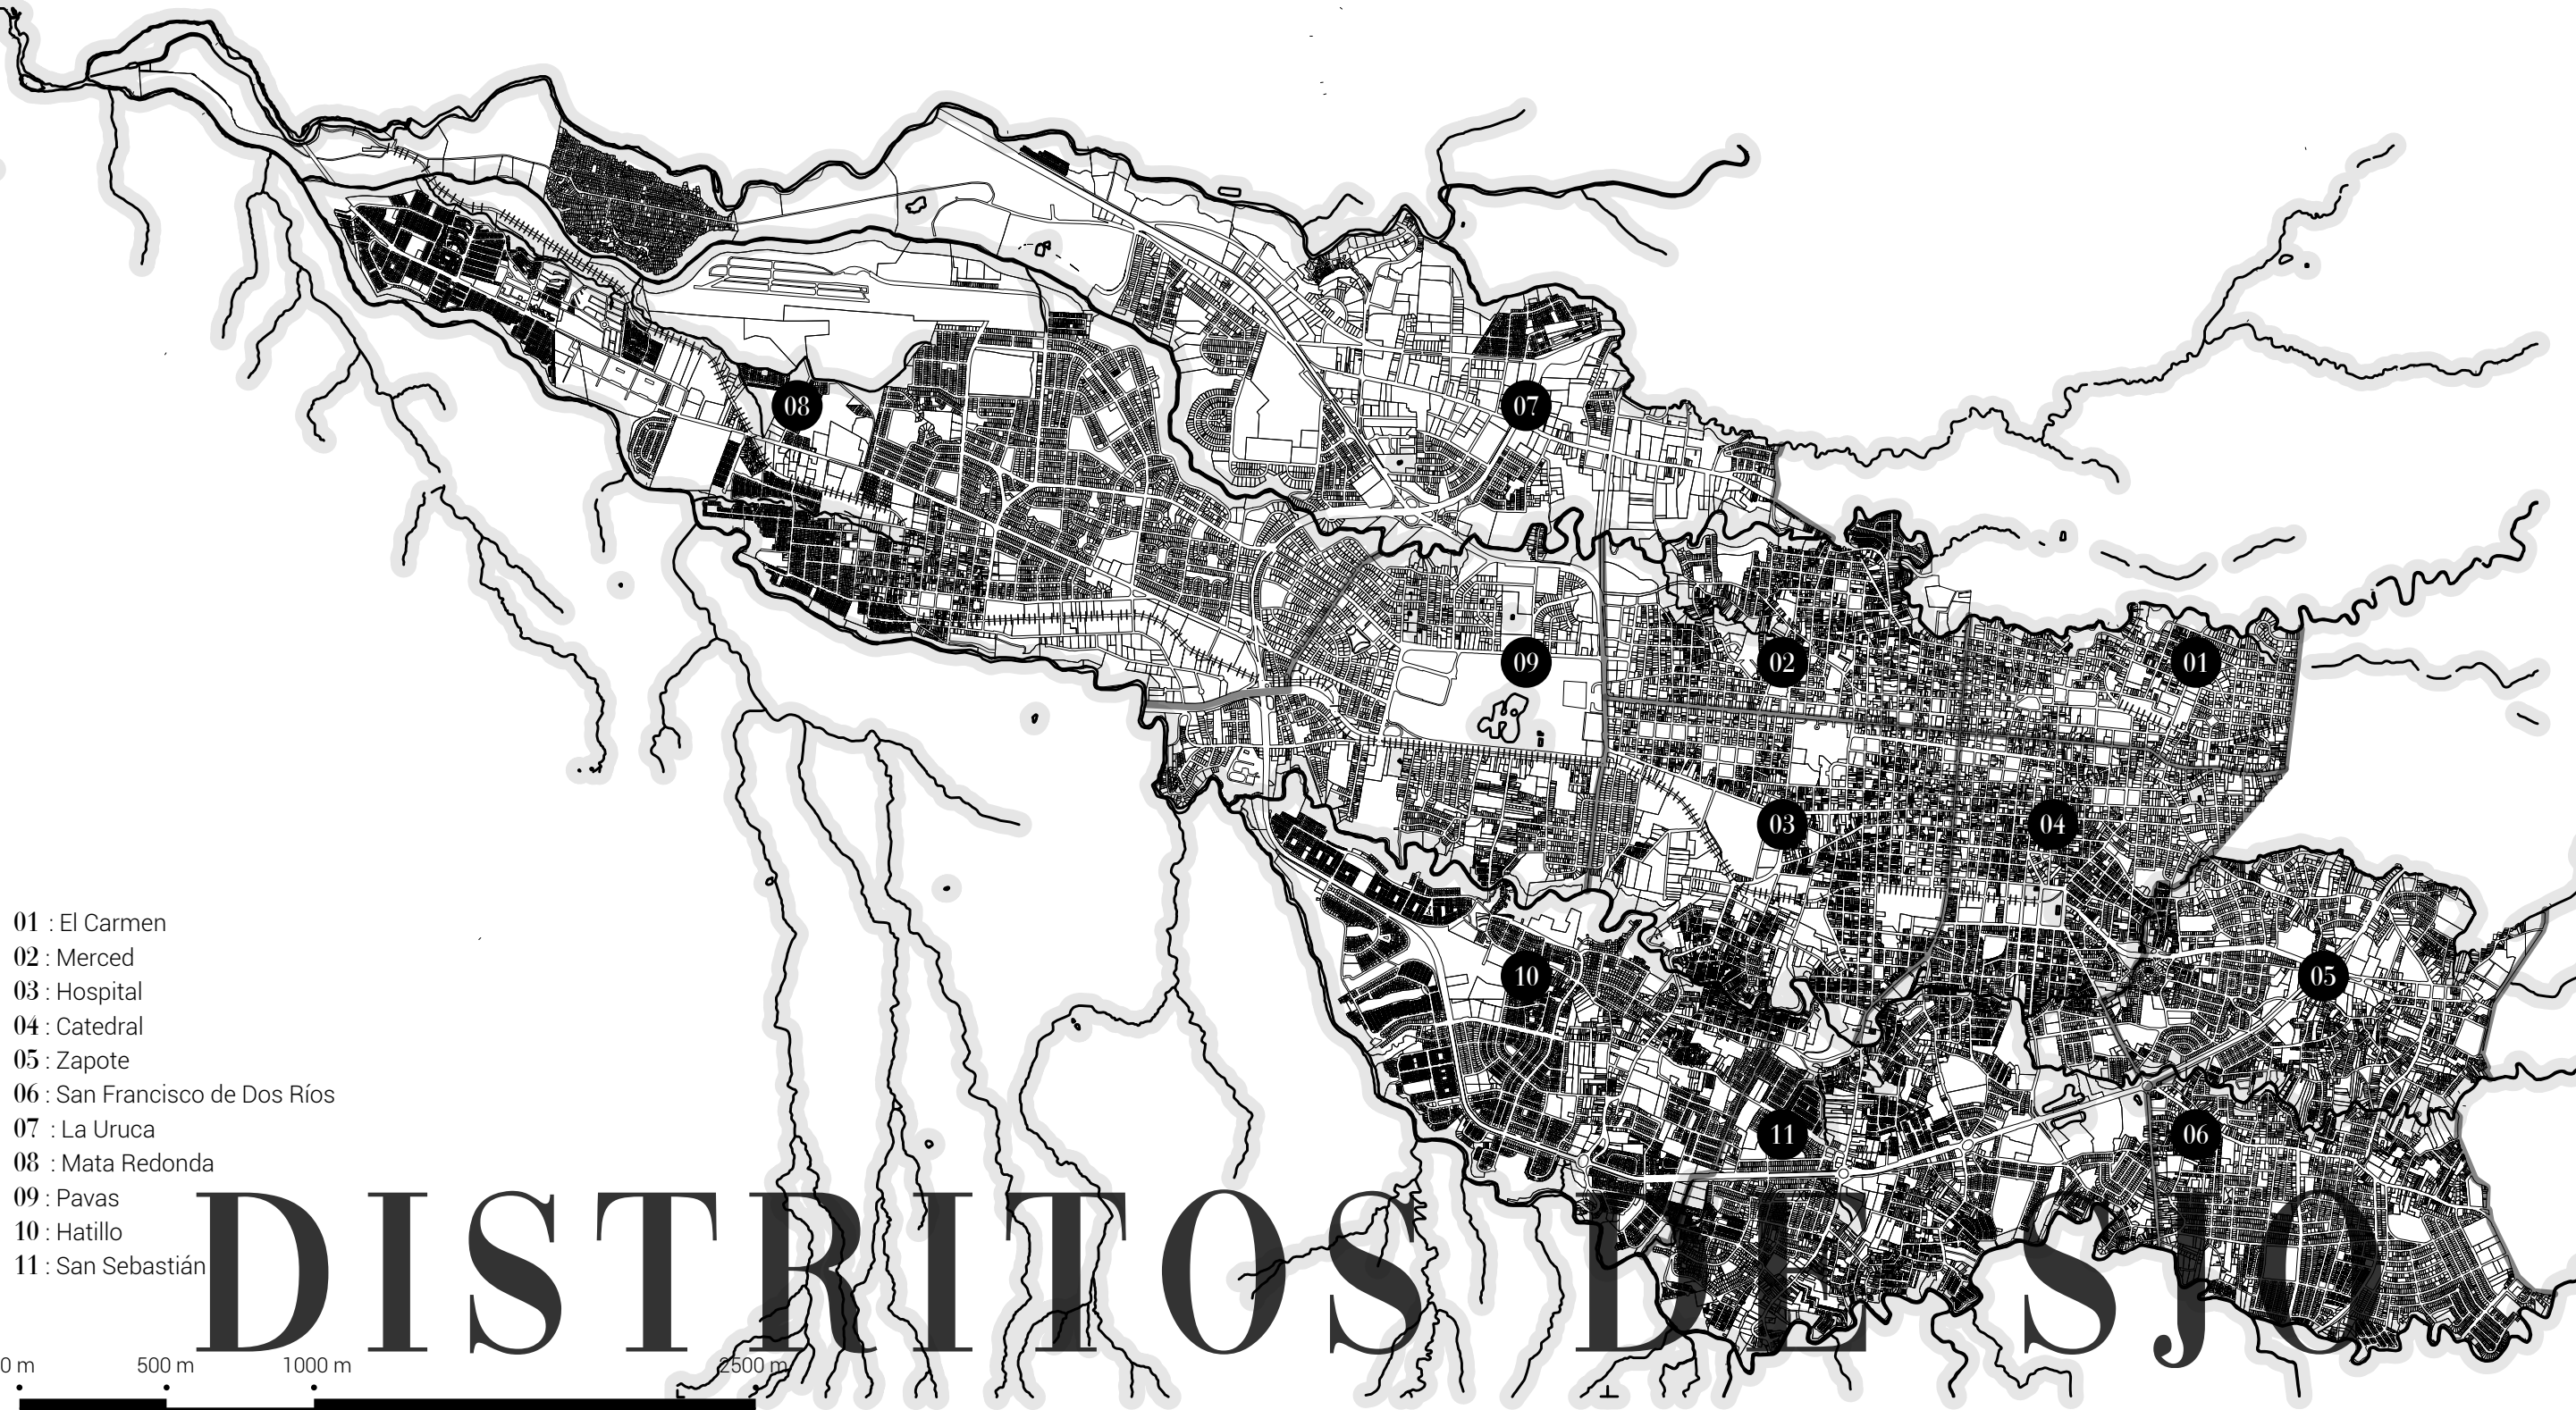 08
07
09
02
01
03
04
10
05
11
06
01 : El Carmen
02 : Merced
03 : Hospital
04 : Catedral
05 : Zapote
06 : San Francisco de Dos Ríos
07 : La Uruca
08 : Mata Redonda
09 : Pavas
10 : Hatillo
11 : San Sebastián
DISTRITOS DE SJO
0 m 500 m 1000 m 2500 m